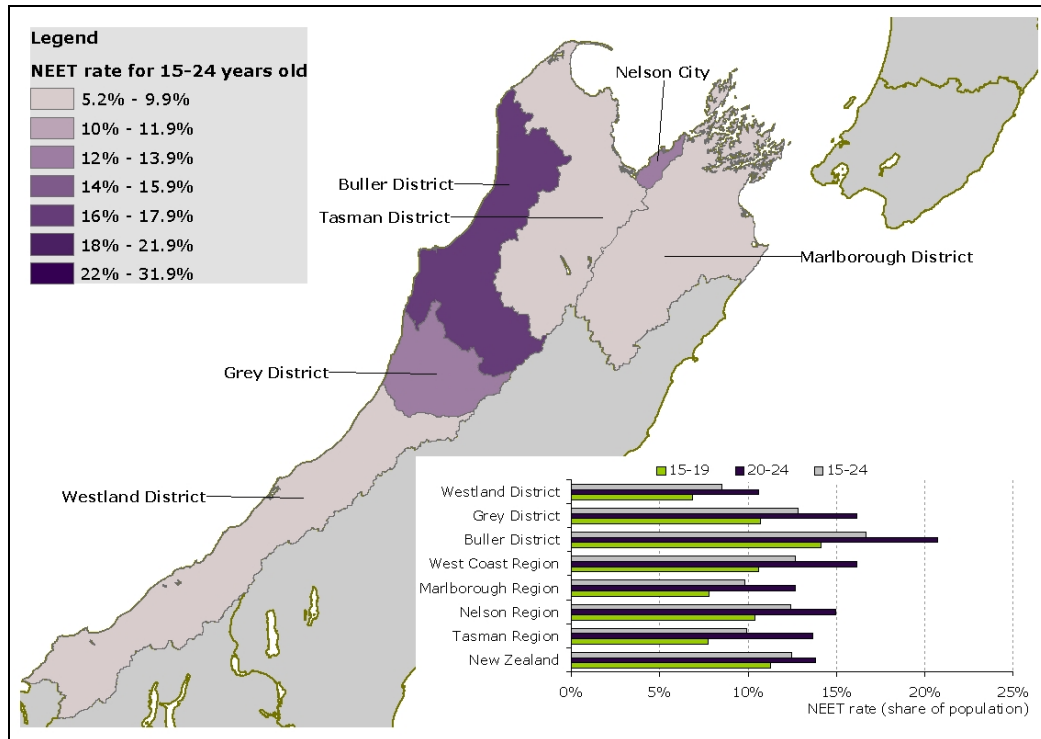 Legend
NEET rate for 15-24 years old
5.2% - 9.9%
10% - 11.9%
12% - 13.9%
14% - 15.9%
16% - 17.9%
18% - 21.9%
22% - 31.9%
Nelson City
Buller District
Tasman District
Marlborough District
Grey District
Westland District
15-19 20-24 15-24
Westland District
Grey District
Buller District
West Coast Region
Marlborough Region
Nelson Region
Tasman Region
New Zealand
0% 5% 10% 15% 20% 25%
NEET rate (share of population)